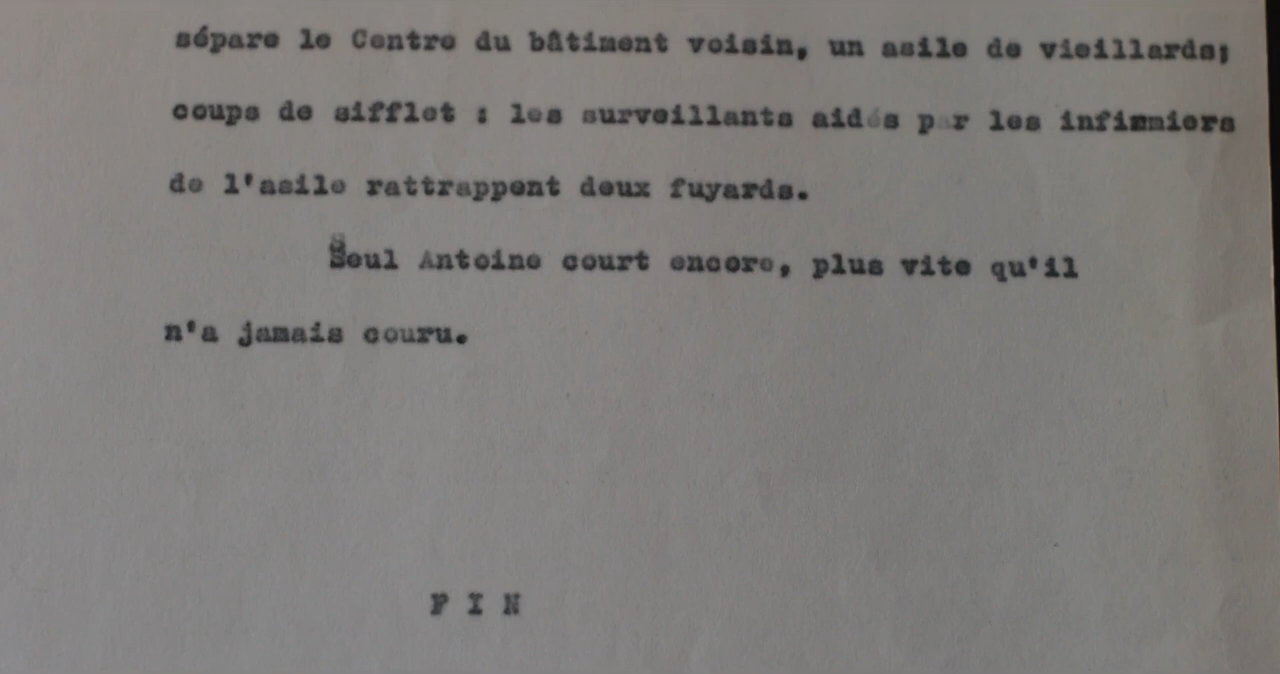 sépare le Centre du bâtiment voisin, un asile de vieillards;
coups de sifflet : les surveillants aidés par les infirmiers
de l'asile rattrappent deux fuyards.
Seul Antoine court encore, plus vite qu'il
n'a jamais couru.
F I N